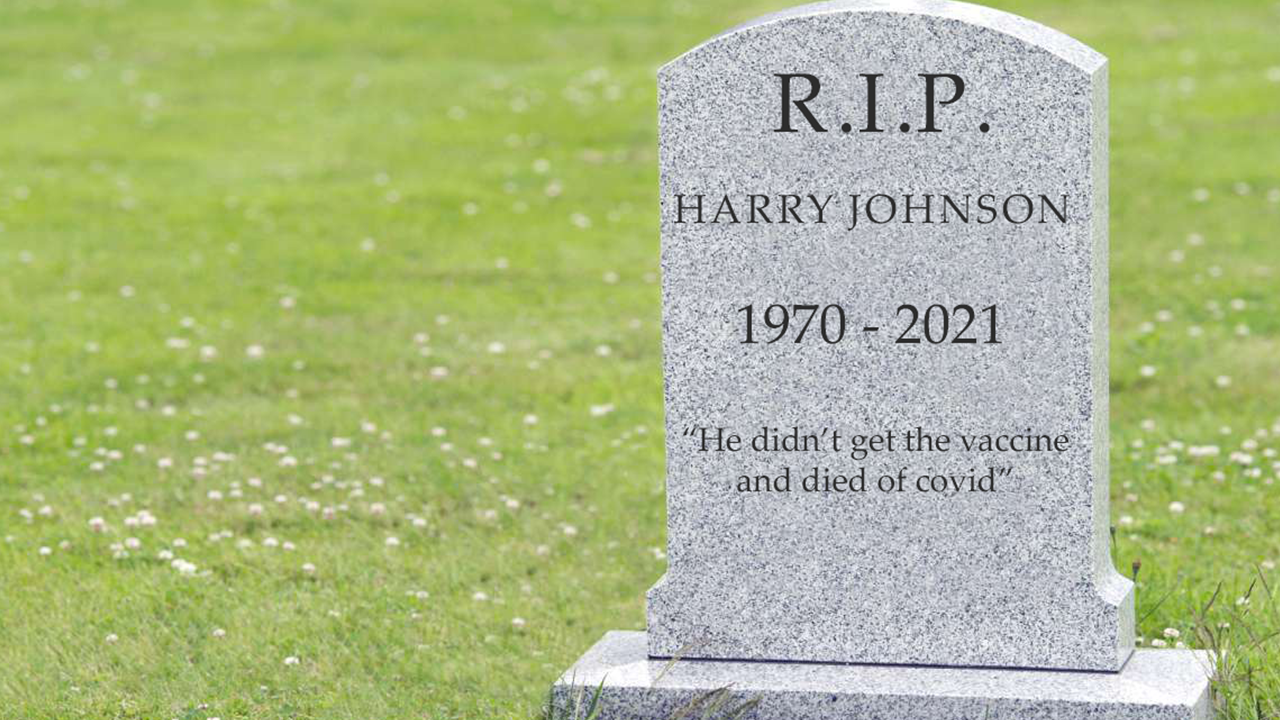 R.I.P.
HARRY JOHNSON
1970 - 2021
“He didn’t get the vaccine
and died of covid”